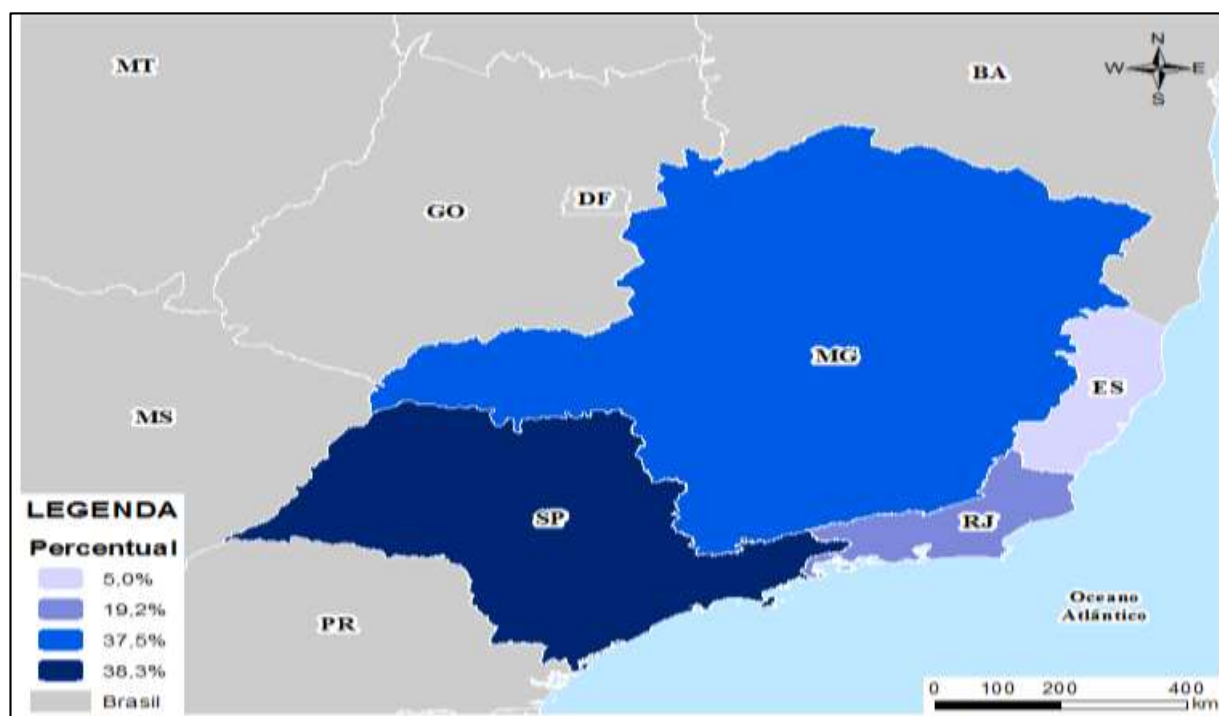 N
W E
S
MT
BA
GO
DF
MG
ES
MS
SP
RJ
PR
Oceano
Atlântico
LEGENDA
Percentual
5,0%
19,2%
37,5%
38,3%
Brasil
0 100 200 400
km